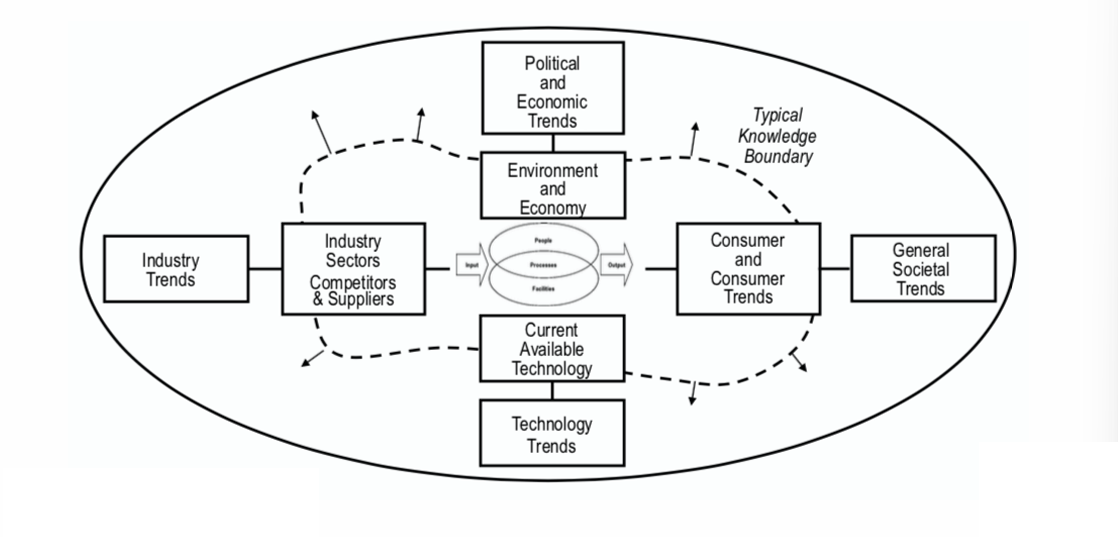 Political
and
Economic
Trends
Typical
Knowledge
Boundary
Environment
and
Economy
Industry
Trends
Industry
Sectors
Competitors
& Suppliers
Input
People
Processes
Facilities
Output
Consumer
and
Consumer
Trends
General
Societal
Trends
Current
Available
Technology
Technology
Trends